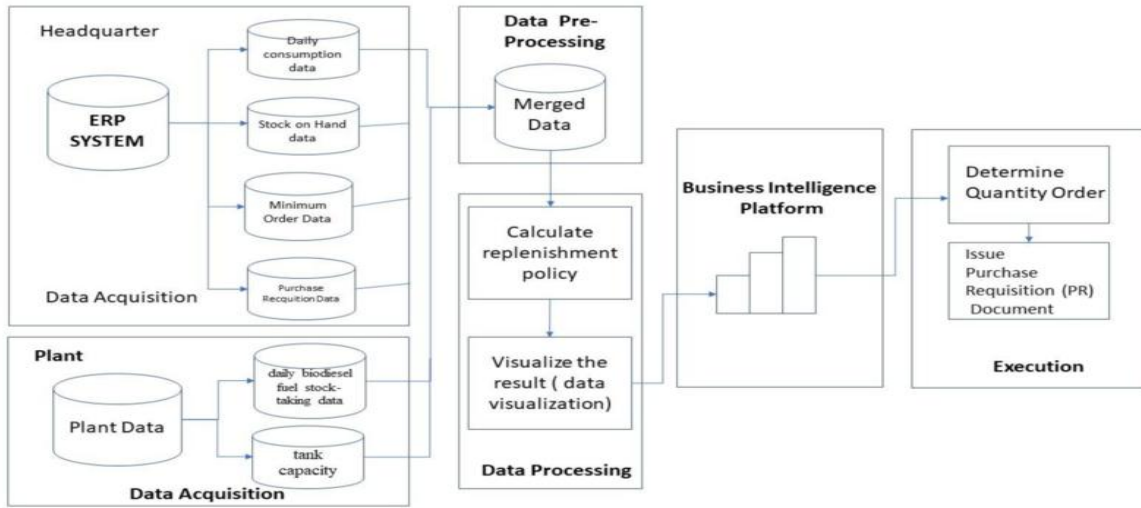 Headquarter
ERP
SYSTEM
Daily
consumption
data
Stock on Hand
data
Minimum
Order Data
Purchase
Recquition Data
Data Acquisition
Plant
Plant Data
daily biodiesel
fuel stock-
taking data
tank
capacity
Data Acquisition
Data Pre-
Processing
Merged
Data
Calculate
replenishment
policy
Visualize the
result ( data
visualization)
Data Processing
Business Intelligence
Platform
Determine
Quantity Order
Issue
Purchase
Requisition (PR)
Document
Execution